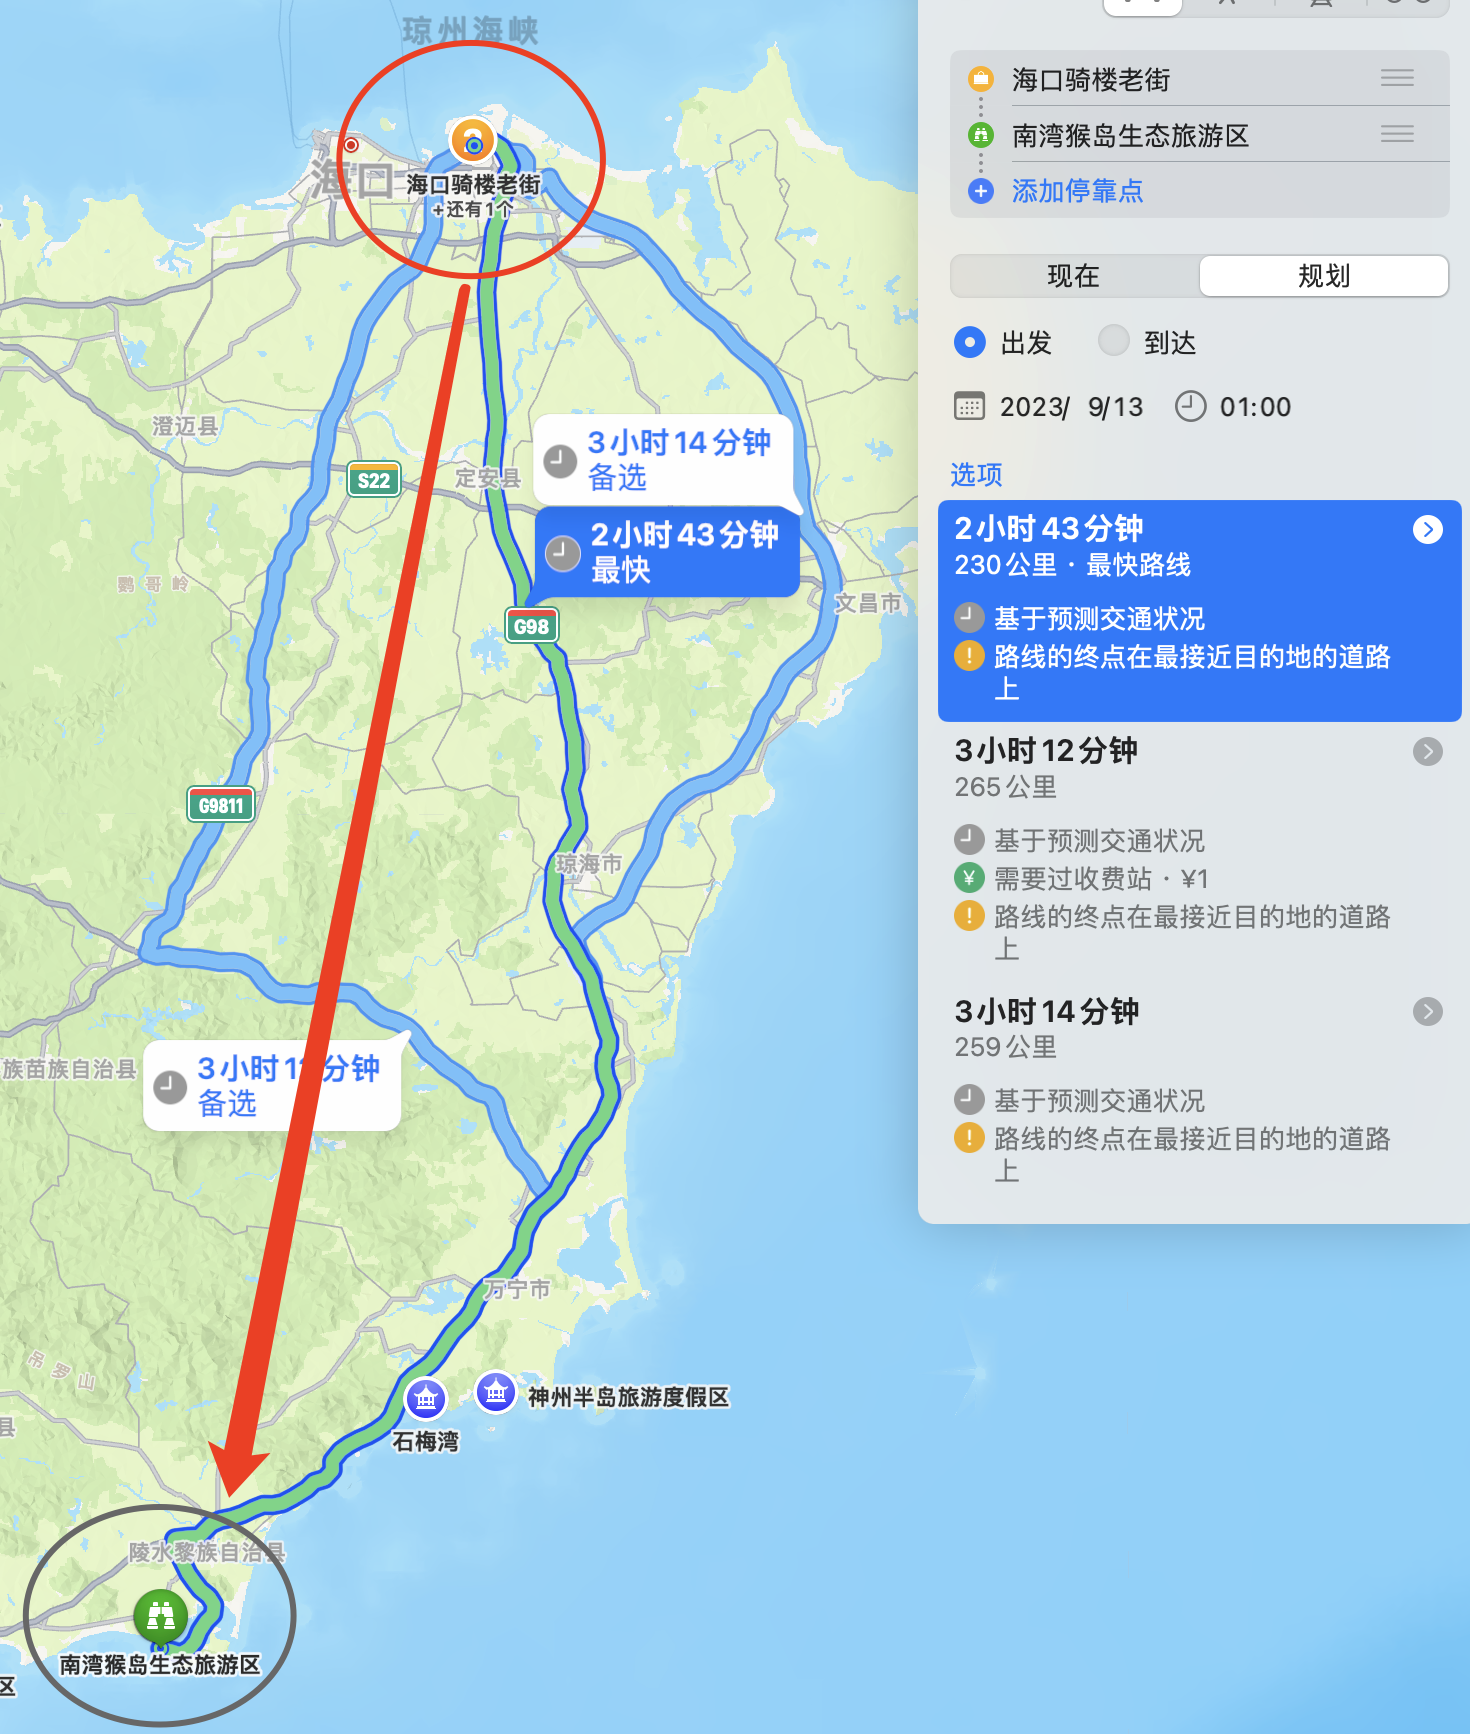 琼州海峡
海口
海口骑楼老街
+还有1个
澄迈县
S22
定安县
3小时14分钟
备选
2小时43分钟
最快
G98
鹦哥岭
文昌市
G9811
琼海市
族苗族自治县
3小时1 分钟
备选
万宁市
吊罗山
神州半岛旅游度假区
石梅湾
县
陵水黎族自治县
南湾猴岛生态旅游区
区
海口骑楼老街
南湾猴岛生态旅游区
添加停靠点
现在
规划
出发
到达
2023/ 9/13
01:00
选项
2小时43分钟
230公里 · 最快路线
基于预测交通状况
路线的终点在最接近目的地的道路
上
3小时12分钟
265公里
基于预测交通状况
¥
需要过收费站 · ¥1
路线的终点在最接近目的地的道路
上
3小时14分钟
259公里
基于预测交通状况
路线的终点在最接近目的地的道路
上